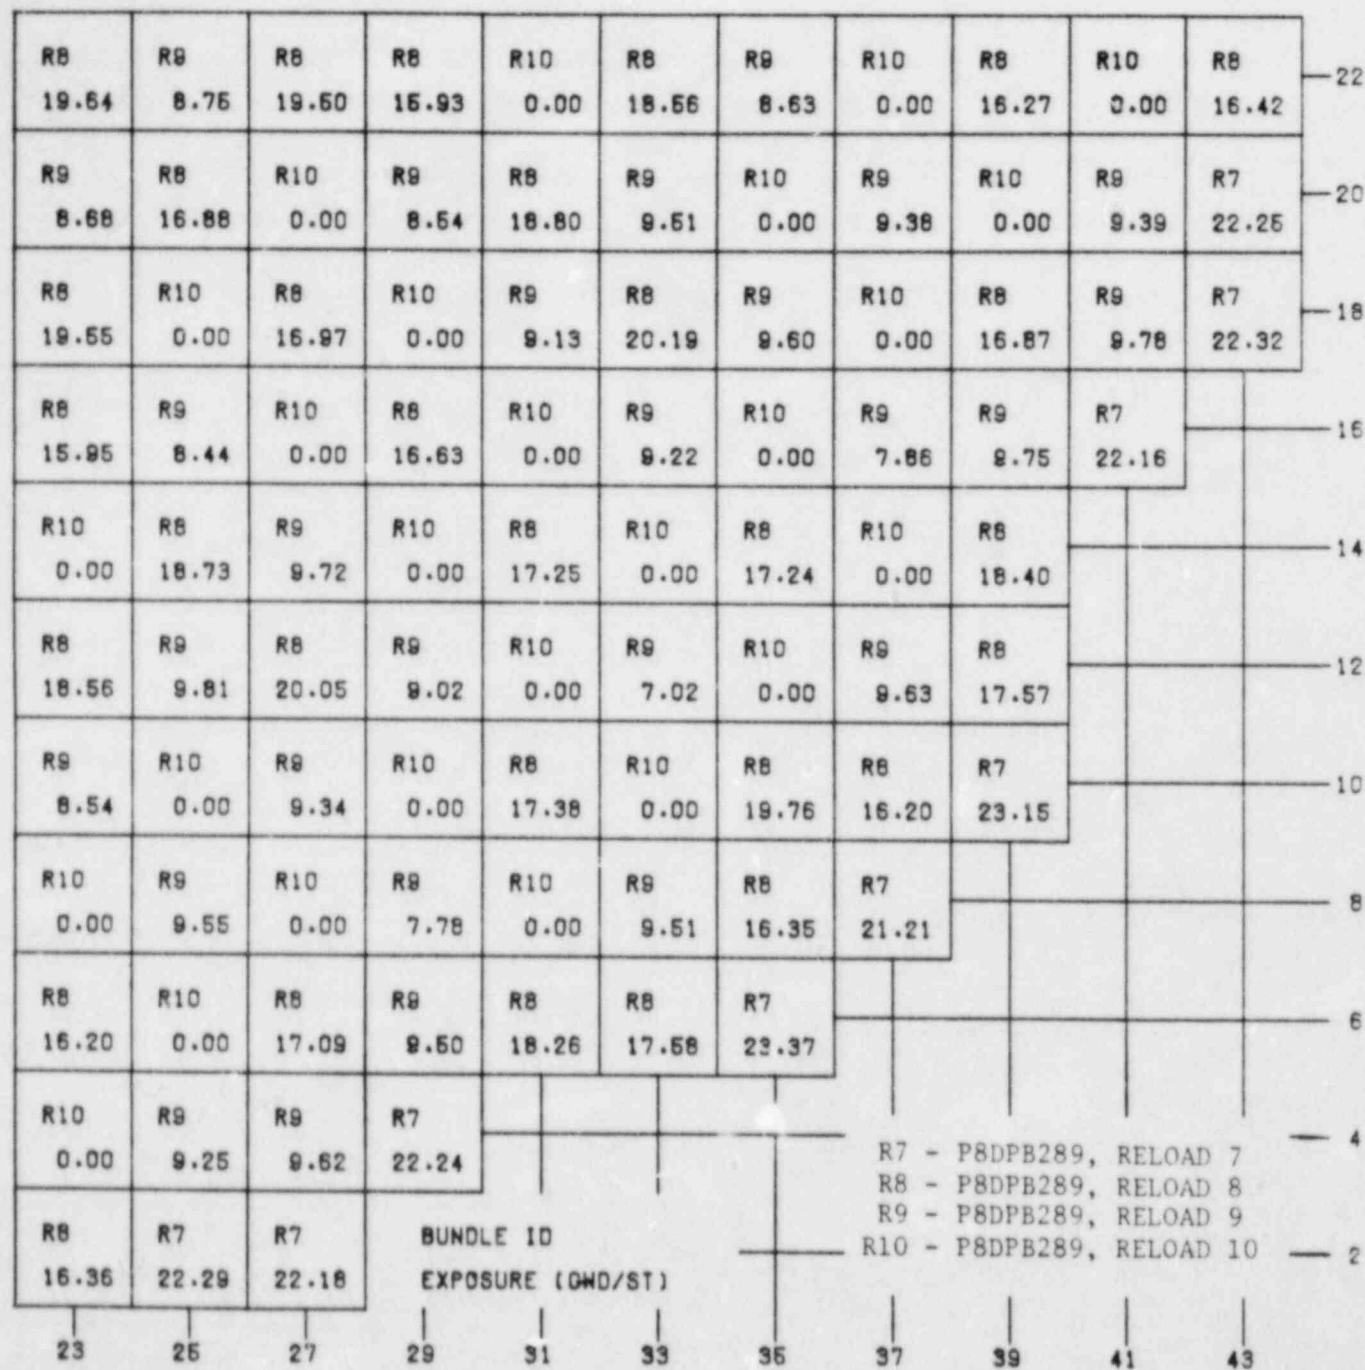 R8 R9 R8 R8 R10 R8 R9 R10 R8 R10 R8
19.64 8.75 19.50 15.93 0.00 18.56 8.63 0.00 16.27 0.00 16.42 22
R9 R8 R10 R9 R8 R9 R10 R9 R10 R9 R7
8.68 16.88 0.00 8.54 18.80 9.51 0.00 9.38 0.00 9.39 22.25 20
R8 R10 R8 R10 R9 R8 R9 R10 R8 R9 R7
19.55 0.00 16.97 0.00 9.13 20.19 9.60 0.00 16.87 9.78 22.32 18
R8 R9 R10 R8 R10 R9 R10 R9 R9 R7
15.95 8.44 0.00 16.63 0.00 9.22 0.00 7.86 9.75 22.16 16
R10 R8 R9 R10 R8 R10 R8 R10 R8
0.00 18.73 9.72 0.00 17.25 0.00 17.24 0.00 18.40 14
R8 R9 R8 R9 R10 R9 R10 R9 R8
18.56 9.81 20.05 9.02 0.00 7.02 0.00 9.63 17.57 12
R9 R10 R9 R10 R8 R10 R8 R8 R7
8.54 0.00 9.34 0.00 17.38 0.00 19.76 16.20 23.15 10
R10 R9 R10 R9 R10 R9 R8 R7
0.00 9.55 0.00 7.78 0.00 9.51 16.35 21.21 8
R8 R10 R8 R9 R8 R8 R7
16.20 0.00 17.09 9.50 18.26 17.58 23.37 6
R10 R9 R9 R7
0.00 9.25 9.62 22.24 4
R7 - P8DPB289, RELOAD 7
R8 - P8DPB289, RELOAD 8
R9 - P8DPB289, RELOAD 9
R10 - P8DPB289, RELOAD 10 2
R8 R7 R7 BUNDLE ID
16.36 22.29 22.18 EXPOSURE (GWD/ST)
23 25 27 29 31 33 35 37 39 41 43